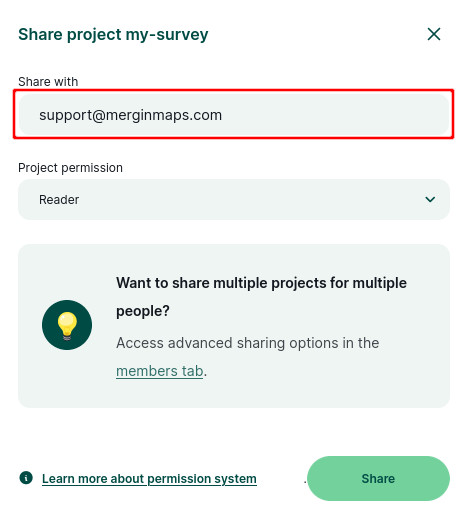 Share project my-survey
Share with
support@merginmaps.com
Project permission
Reader
Want to share multiple projects for multiple
people?
Access advanced sharing options in the
members tab.
Learn more about permission system
.
Share